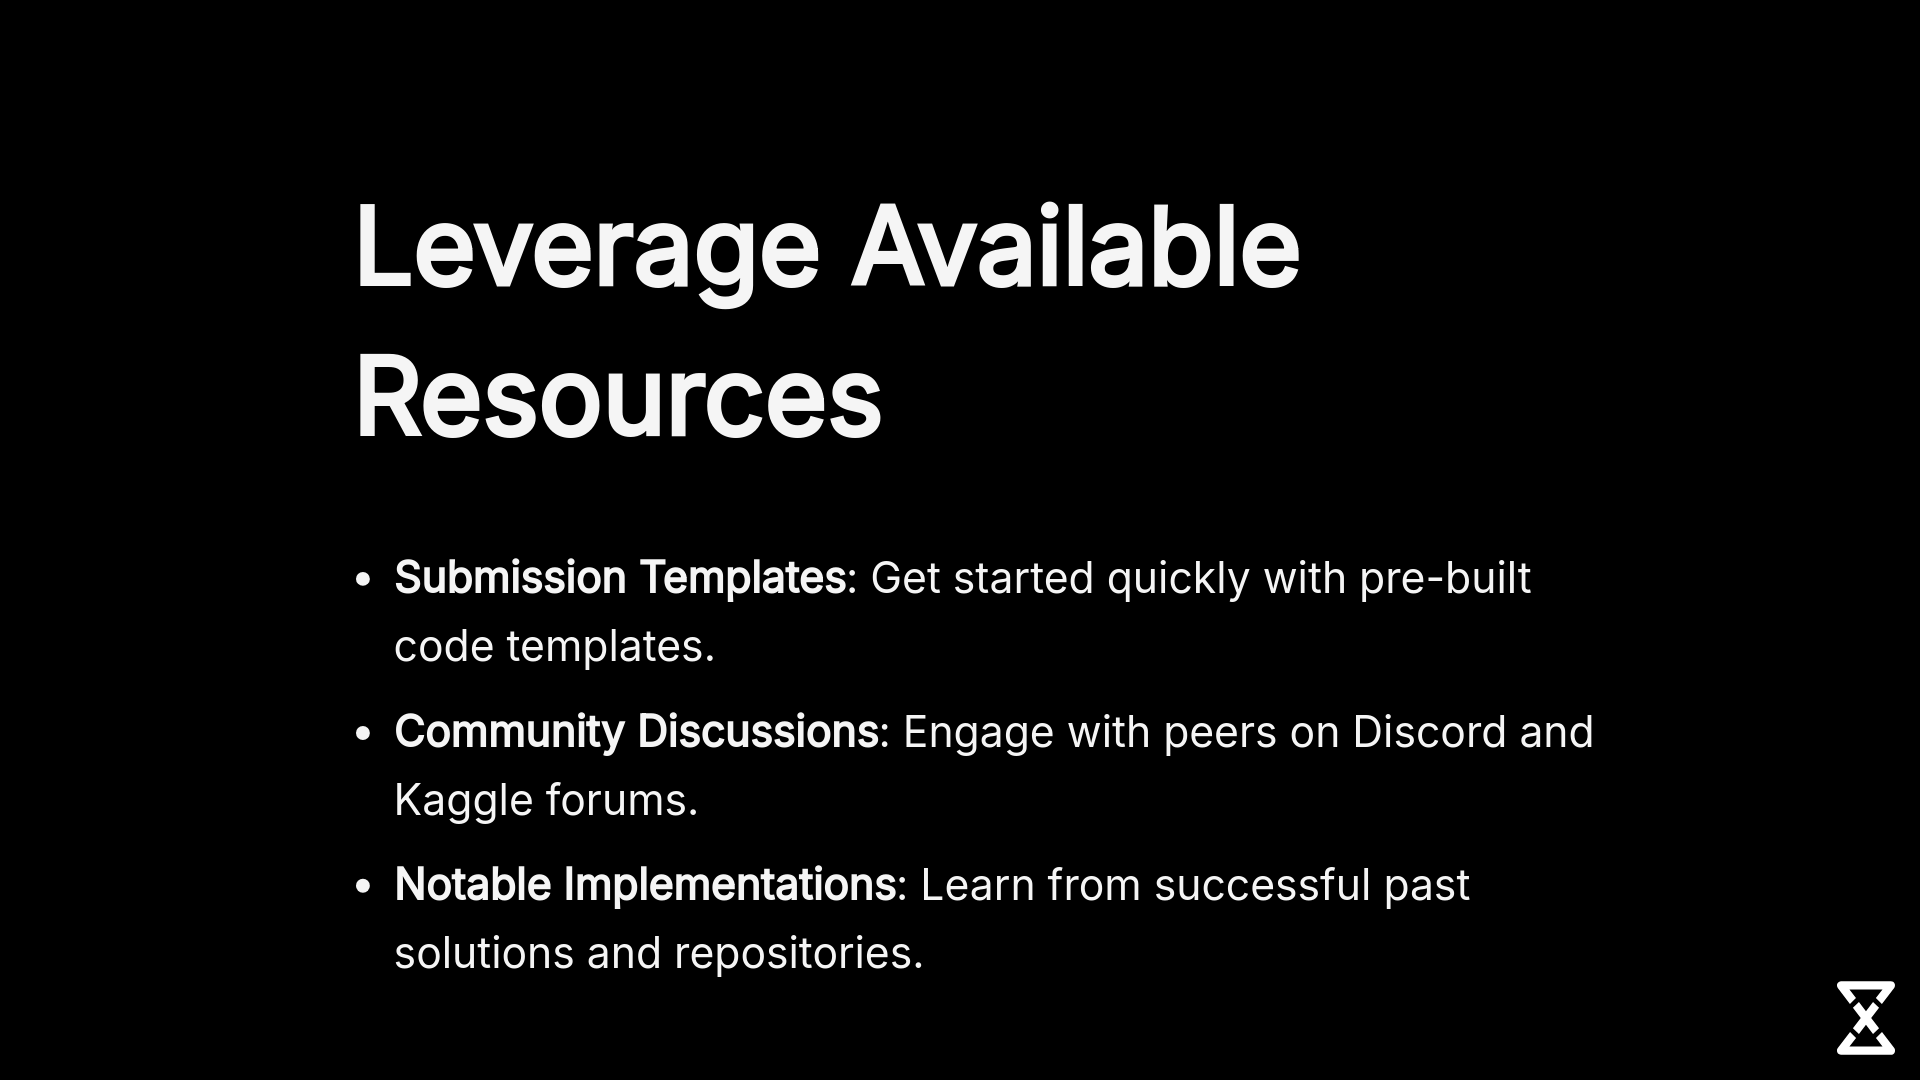 Leverage Available
Resources
• Submission Templates: Get started quickly with pre-built
code templates.
• Community Discussions: Engage with peers on Discord and
Kaggle forums.
• Notable Implementations: Learn from successful past
solutions and repositories.